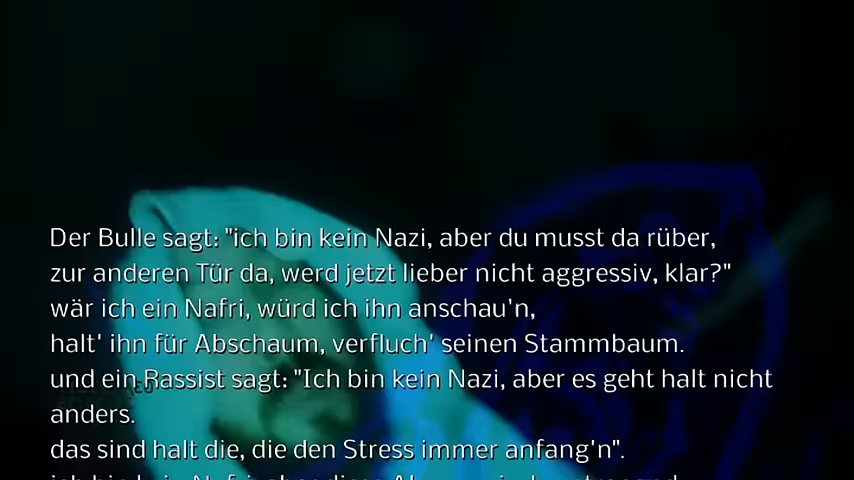 Der Bulle sagt: "ich bin kein Nazi, aber du musst da rüber,
zur anderen Tür da, werd jetzt lieber nicht aggressiv, klar?"
wär ich ein Nafri, würd ich ihn anschau'n,
halt' ihn für Abschaum, verfluch' seinen Stammbaum.
und ein Rassist sagt: "Ich bin kein Nazi, aber es geht halt nicht
anders.
das sind halt die, die den Stress immer anfang'n".